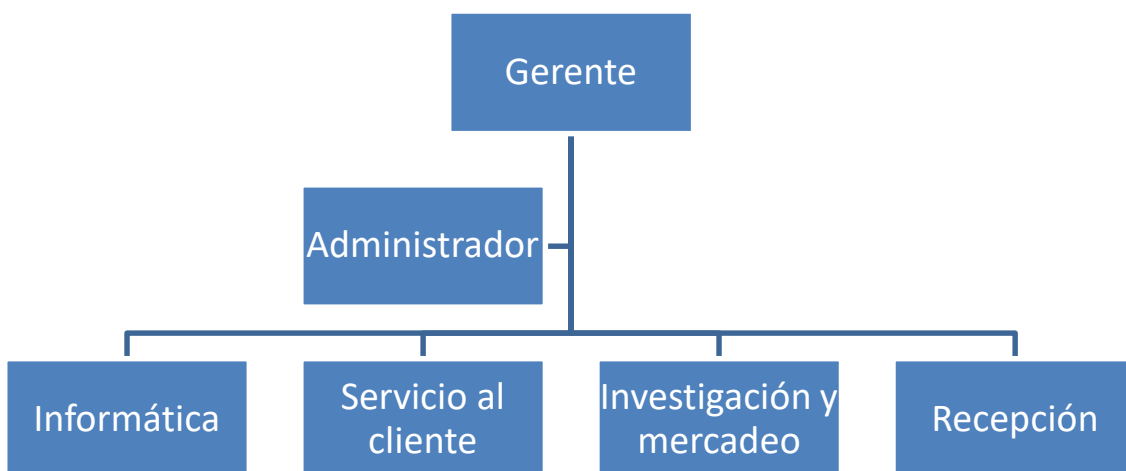 Gerente
Administrador
Informática
Servicio al
cliente
Investigación y
mercadeo
Recepción